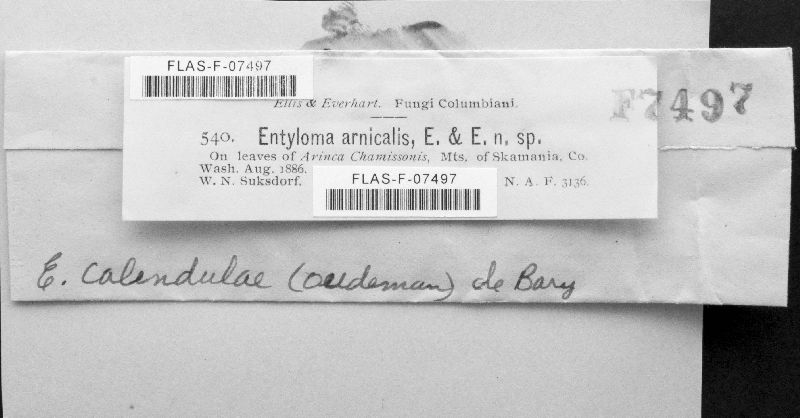 FLAS-F-07497
F7497
Ellis & Everhart. Fungi Columbiani.
540. Entyloma arnicalis, E. & E. n. sp.
On leaves of Arinca Chamissonis, Mts. of Skamania, Co.
Wash. Aug. 1886.
W. N. Suksdorf.
FLAS-F-07497
N. A. F. 3136.
E. calendulae (Oudeman) de Bary